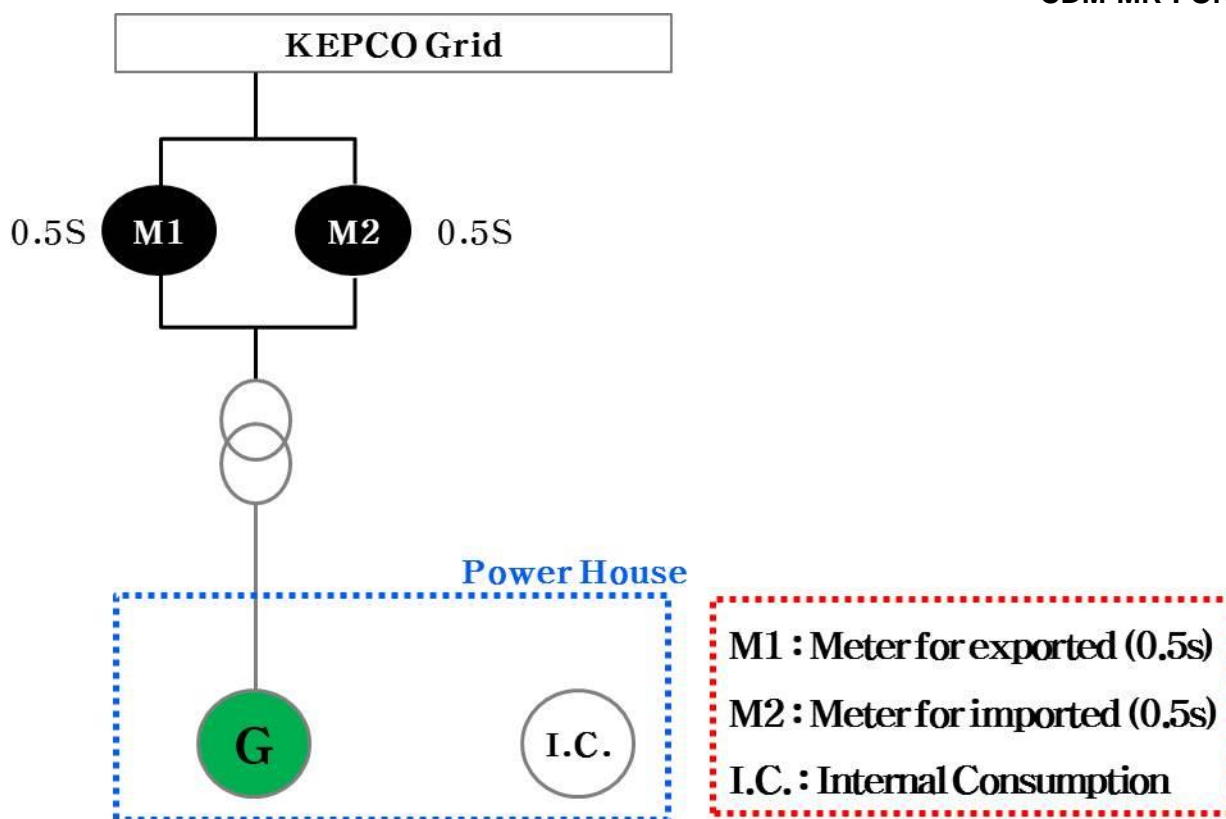 KEPCO Grid
0.5S M1 M2 0.5S
Power House
G
I.C.
M1 : Meter for exported (0.5s)
M2 : Meter for imported (0.5s)
I.C. : Internal Consumption